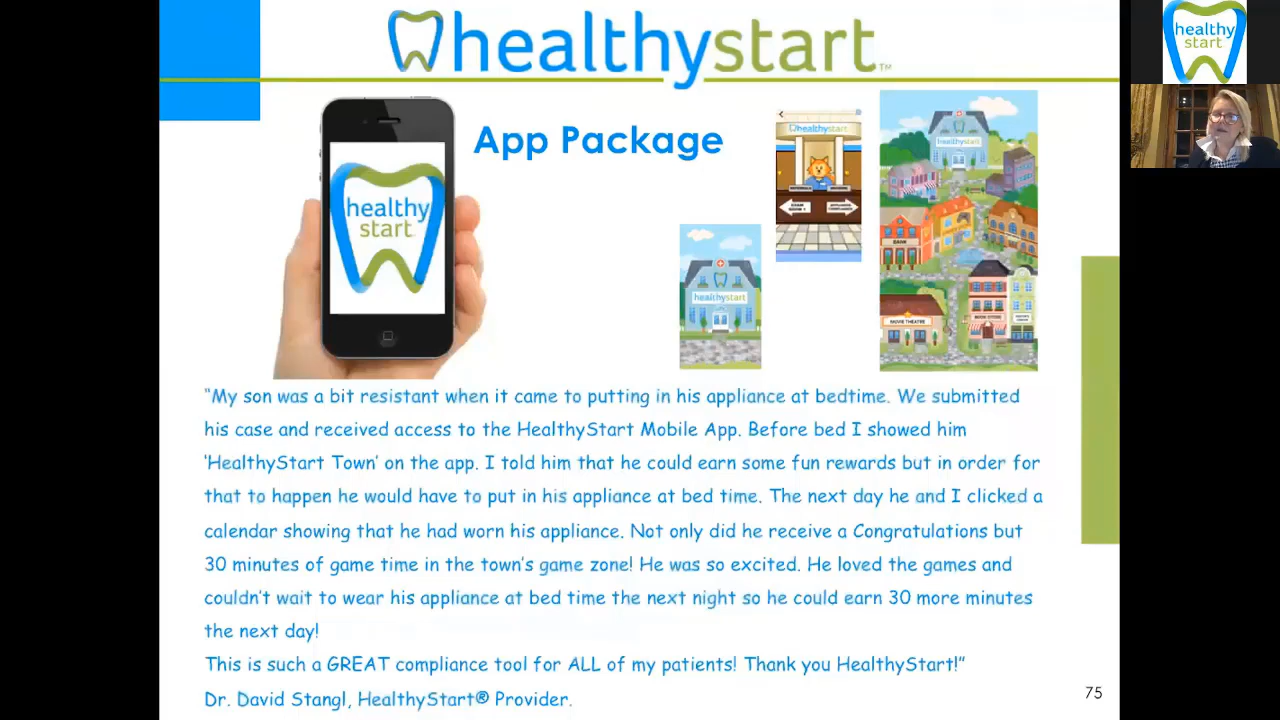 healthystart™
healthy
start
App Package
healthystart
healthy
start
healthystart
BANK
MOVIE THEATRE
BOOK STORE
healthystart
"My son was a bit resistant when it came to putting in his appliance at bedtime. We submitted
his case and received access to the HealthyStart Mobile App. Before bed I showed him
'HealthyStart Town' on the app. I told him that he could earn some fun rewards but in order for
that to happen he would have to put in his appliance at bed time. The next day he and I clicked a
calendar showing that he had worn his appliance. Not only did he receive a Congratulations but
30 minutes of game time in the town's game zone! He was so excited. He loved the games and
couldn't wait to wear his appliance at bed time the next night so he could earn 30 more minutes
the next day!
This is such a GREAT compliance tool for ALL of my patients! Thank you HealthyStart!"
Dr. David Stangl, HealthyStart® Provider.
75